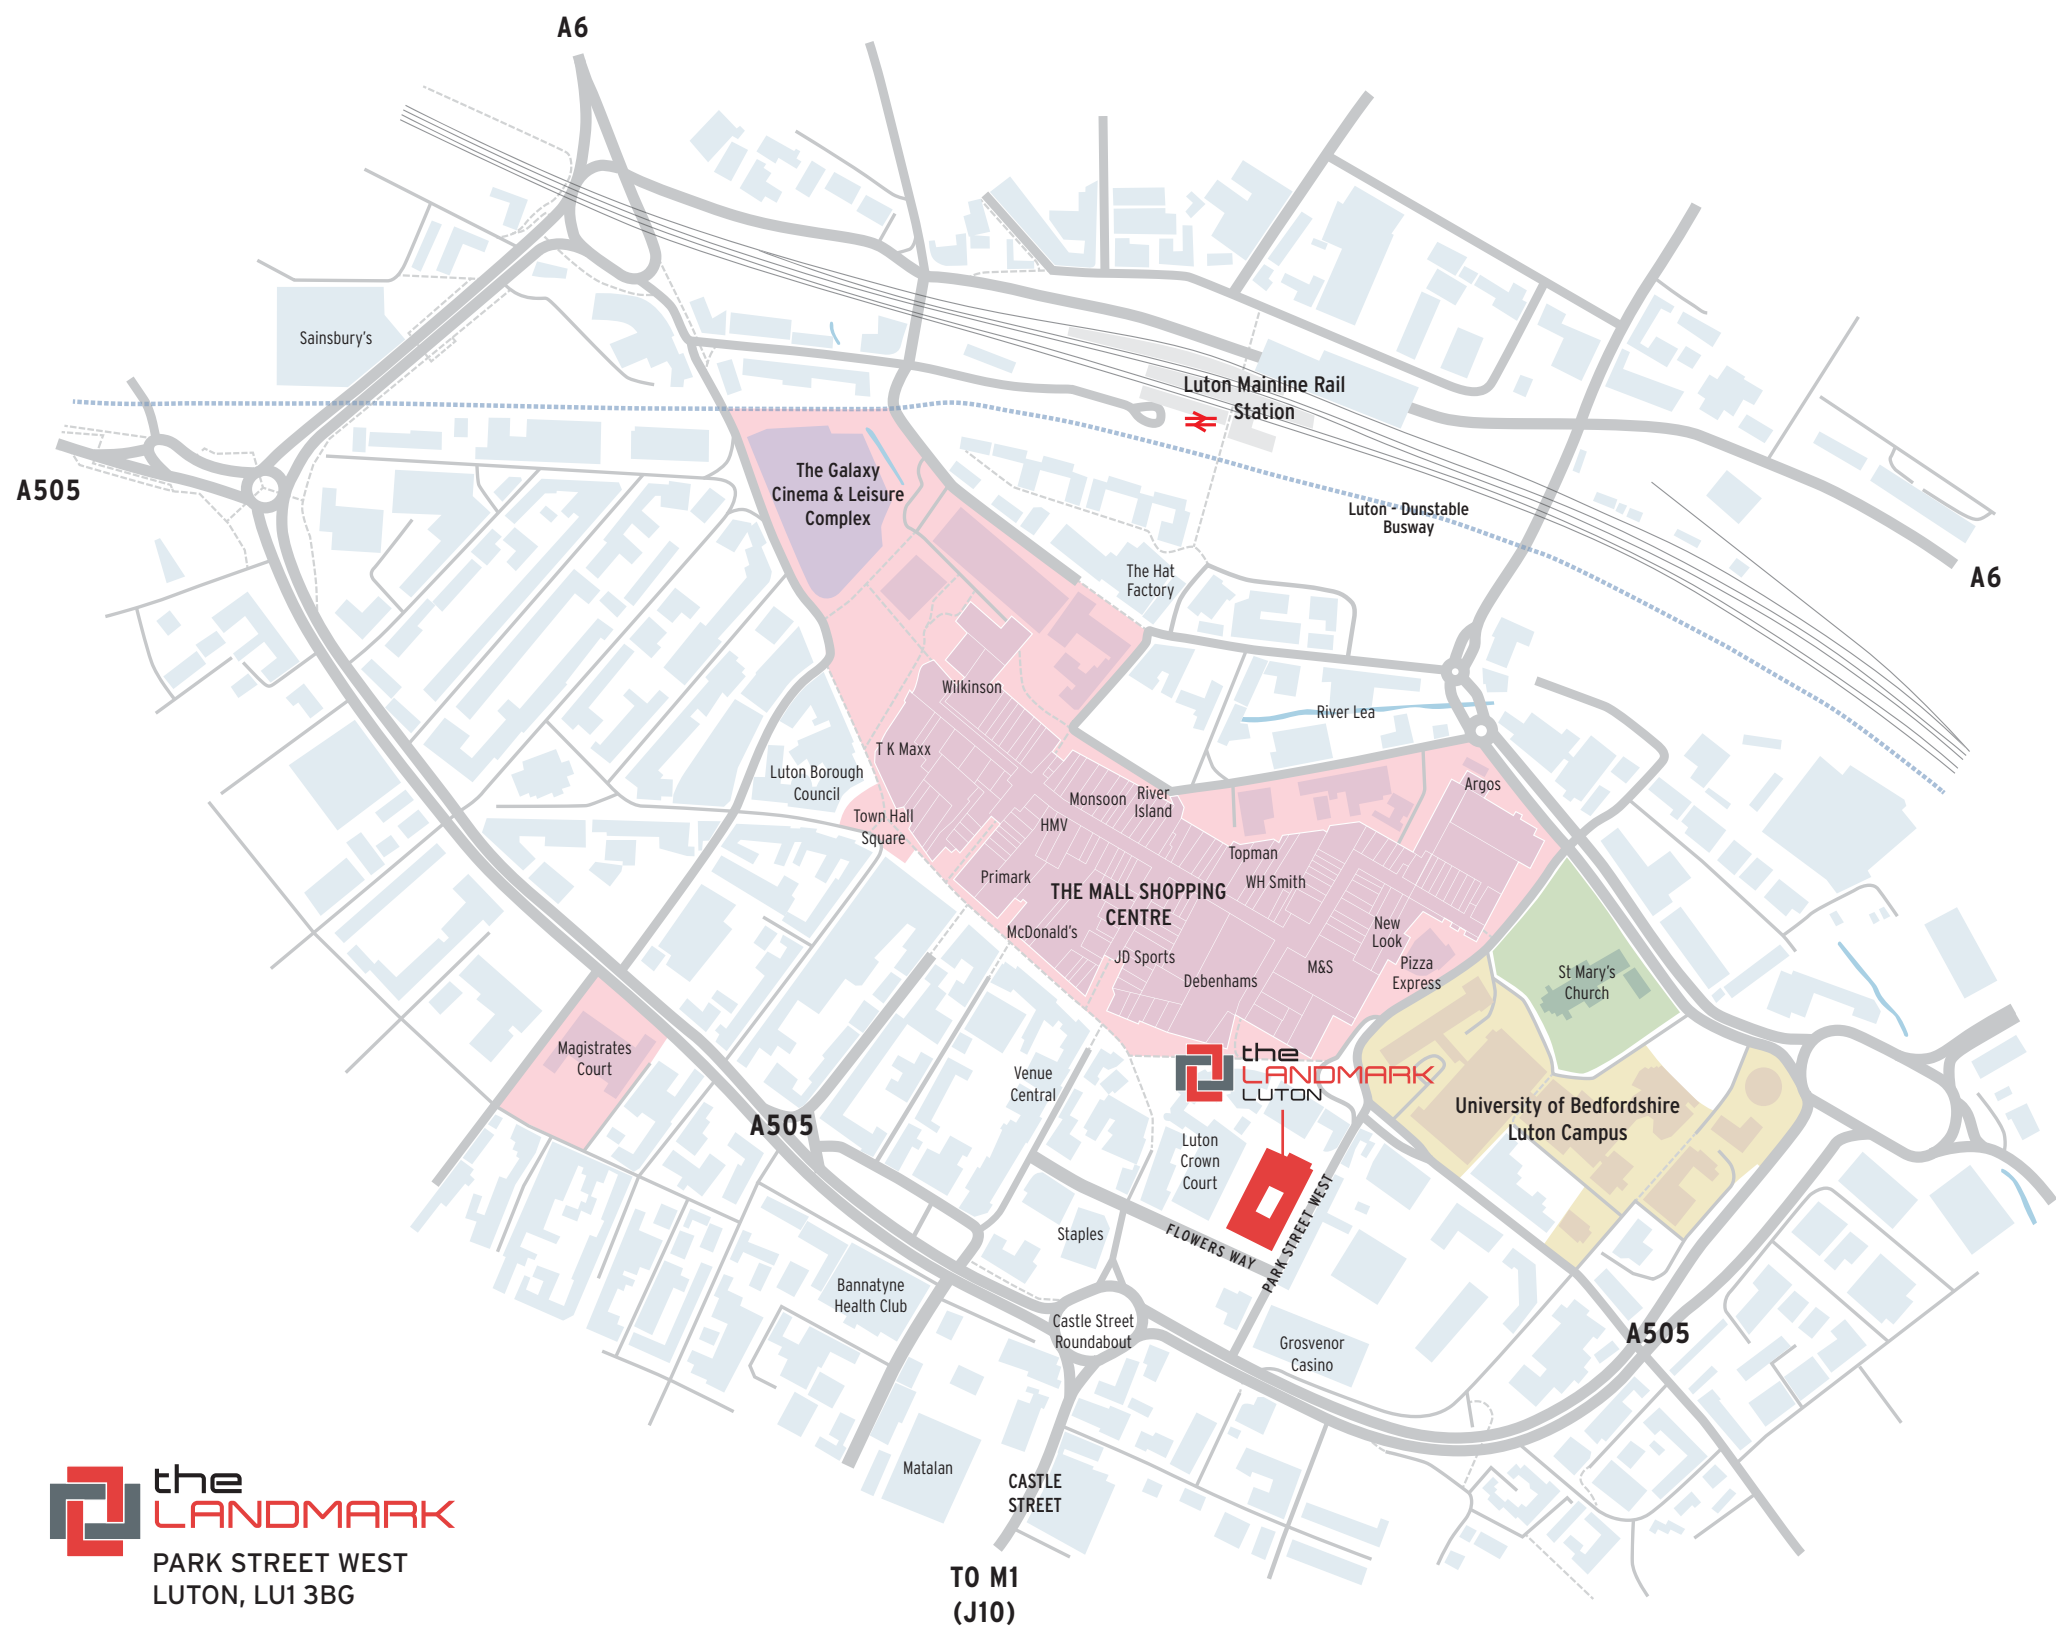 A6
Sainsbury's
Luton Mainline Rail
Station
A505
The Galaxy
Cinema & Leisure
Complex
Luton - Dunstable
Busway
A6
The Hat
Factory
Wilkinson
River Lea
T K Maxx
Luton Borough
Council
Town Hall
Square
Monsoon
River
Island
HMV
Argos
Topman
WH Smith
Primark
THE MALL SHOPPING
CENTRE
McDonald's
New
Look
JD Sports
Debenhams
M&S
Pizza
Express
St Mary's
Church
Magistrates
Court
the
LANDMARK
LUTON
Venue
Central
A505
University of Bedfordshire
Luton Campus
Luton
Crown
Court
Staples
FLOWERS WAY
PARK STREET WEST
Bannatyne
Health Club
Castle Street
Roundabout
Grosvenor
Casino
A505
Matalan
CASTLE
STREET
TO M1
(J10)
the
LANDMARK
PARK STREET WEST
LUTON, LU1 3BG